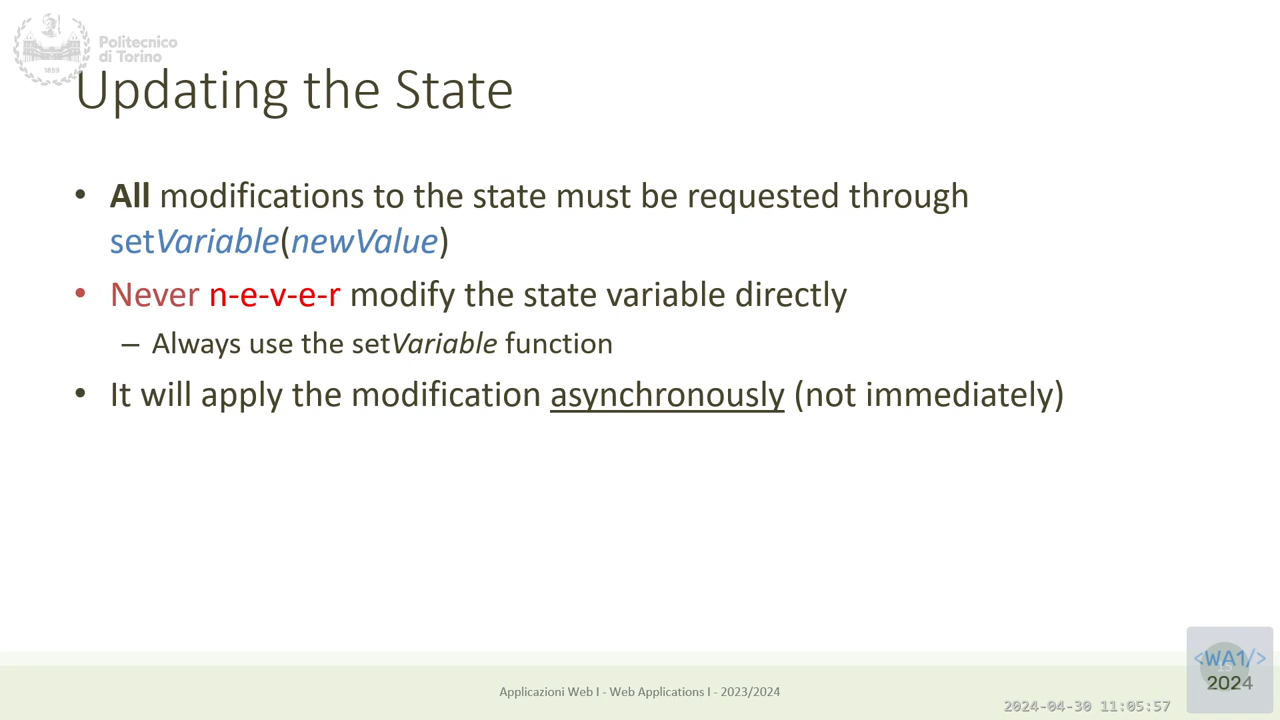 Politecnico
di Torino
1859
Updating the State
• All modifications to the state must be requested through
setVariable(newValue)
• Never n-e-v-e-r modify the state variable directly
– Always use the setVariable function
• It will apply the modification asynchronously (not immediately)
Applicazioni Web I - Web Applications I - 2023/2024
2024-04-30 11:05:57
<WA1/>
2024